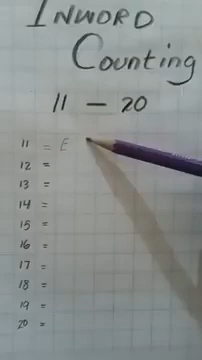 INWORD
Counting
11 — 20
11 = E
12 =
13 =
14 =
15 =
16 =
17 =
18 =
19 =
20 =